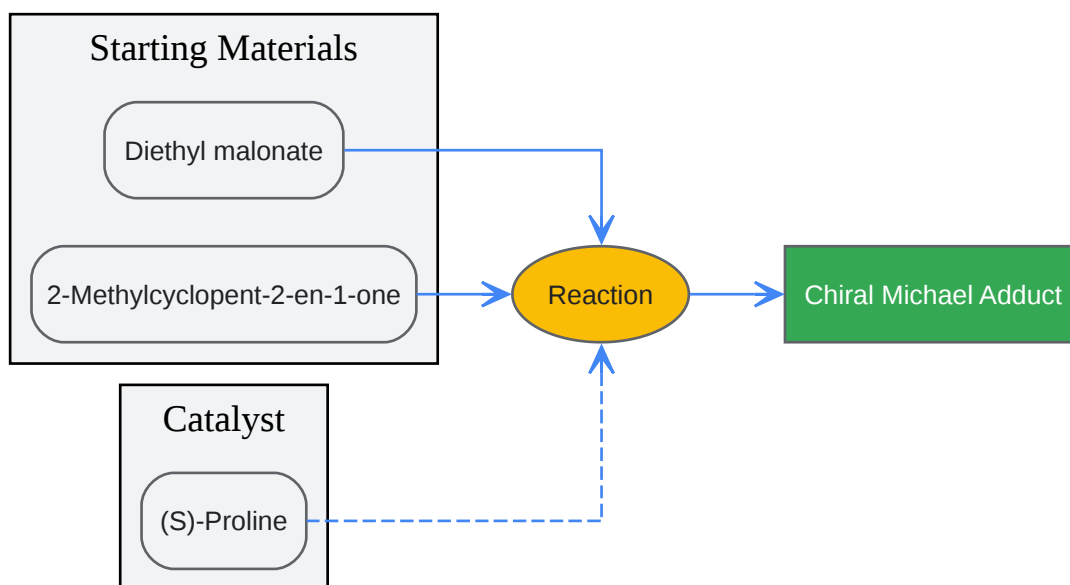 Starting Materials
Diethyl malonate
2-Methylcyclopent-2-en-1-one
Reaction
Chiral Michael Adduct
Catalyst
(S)-Proline